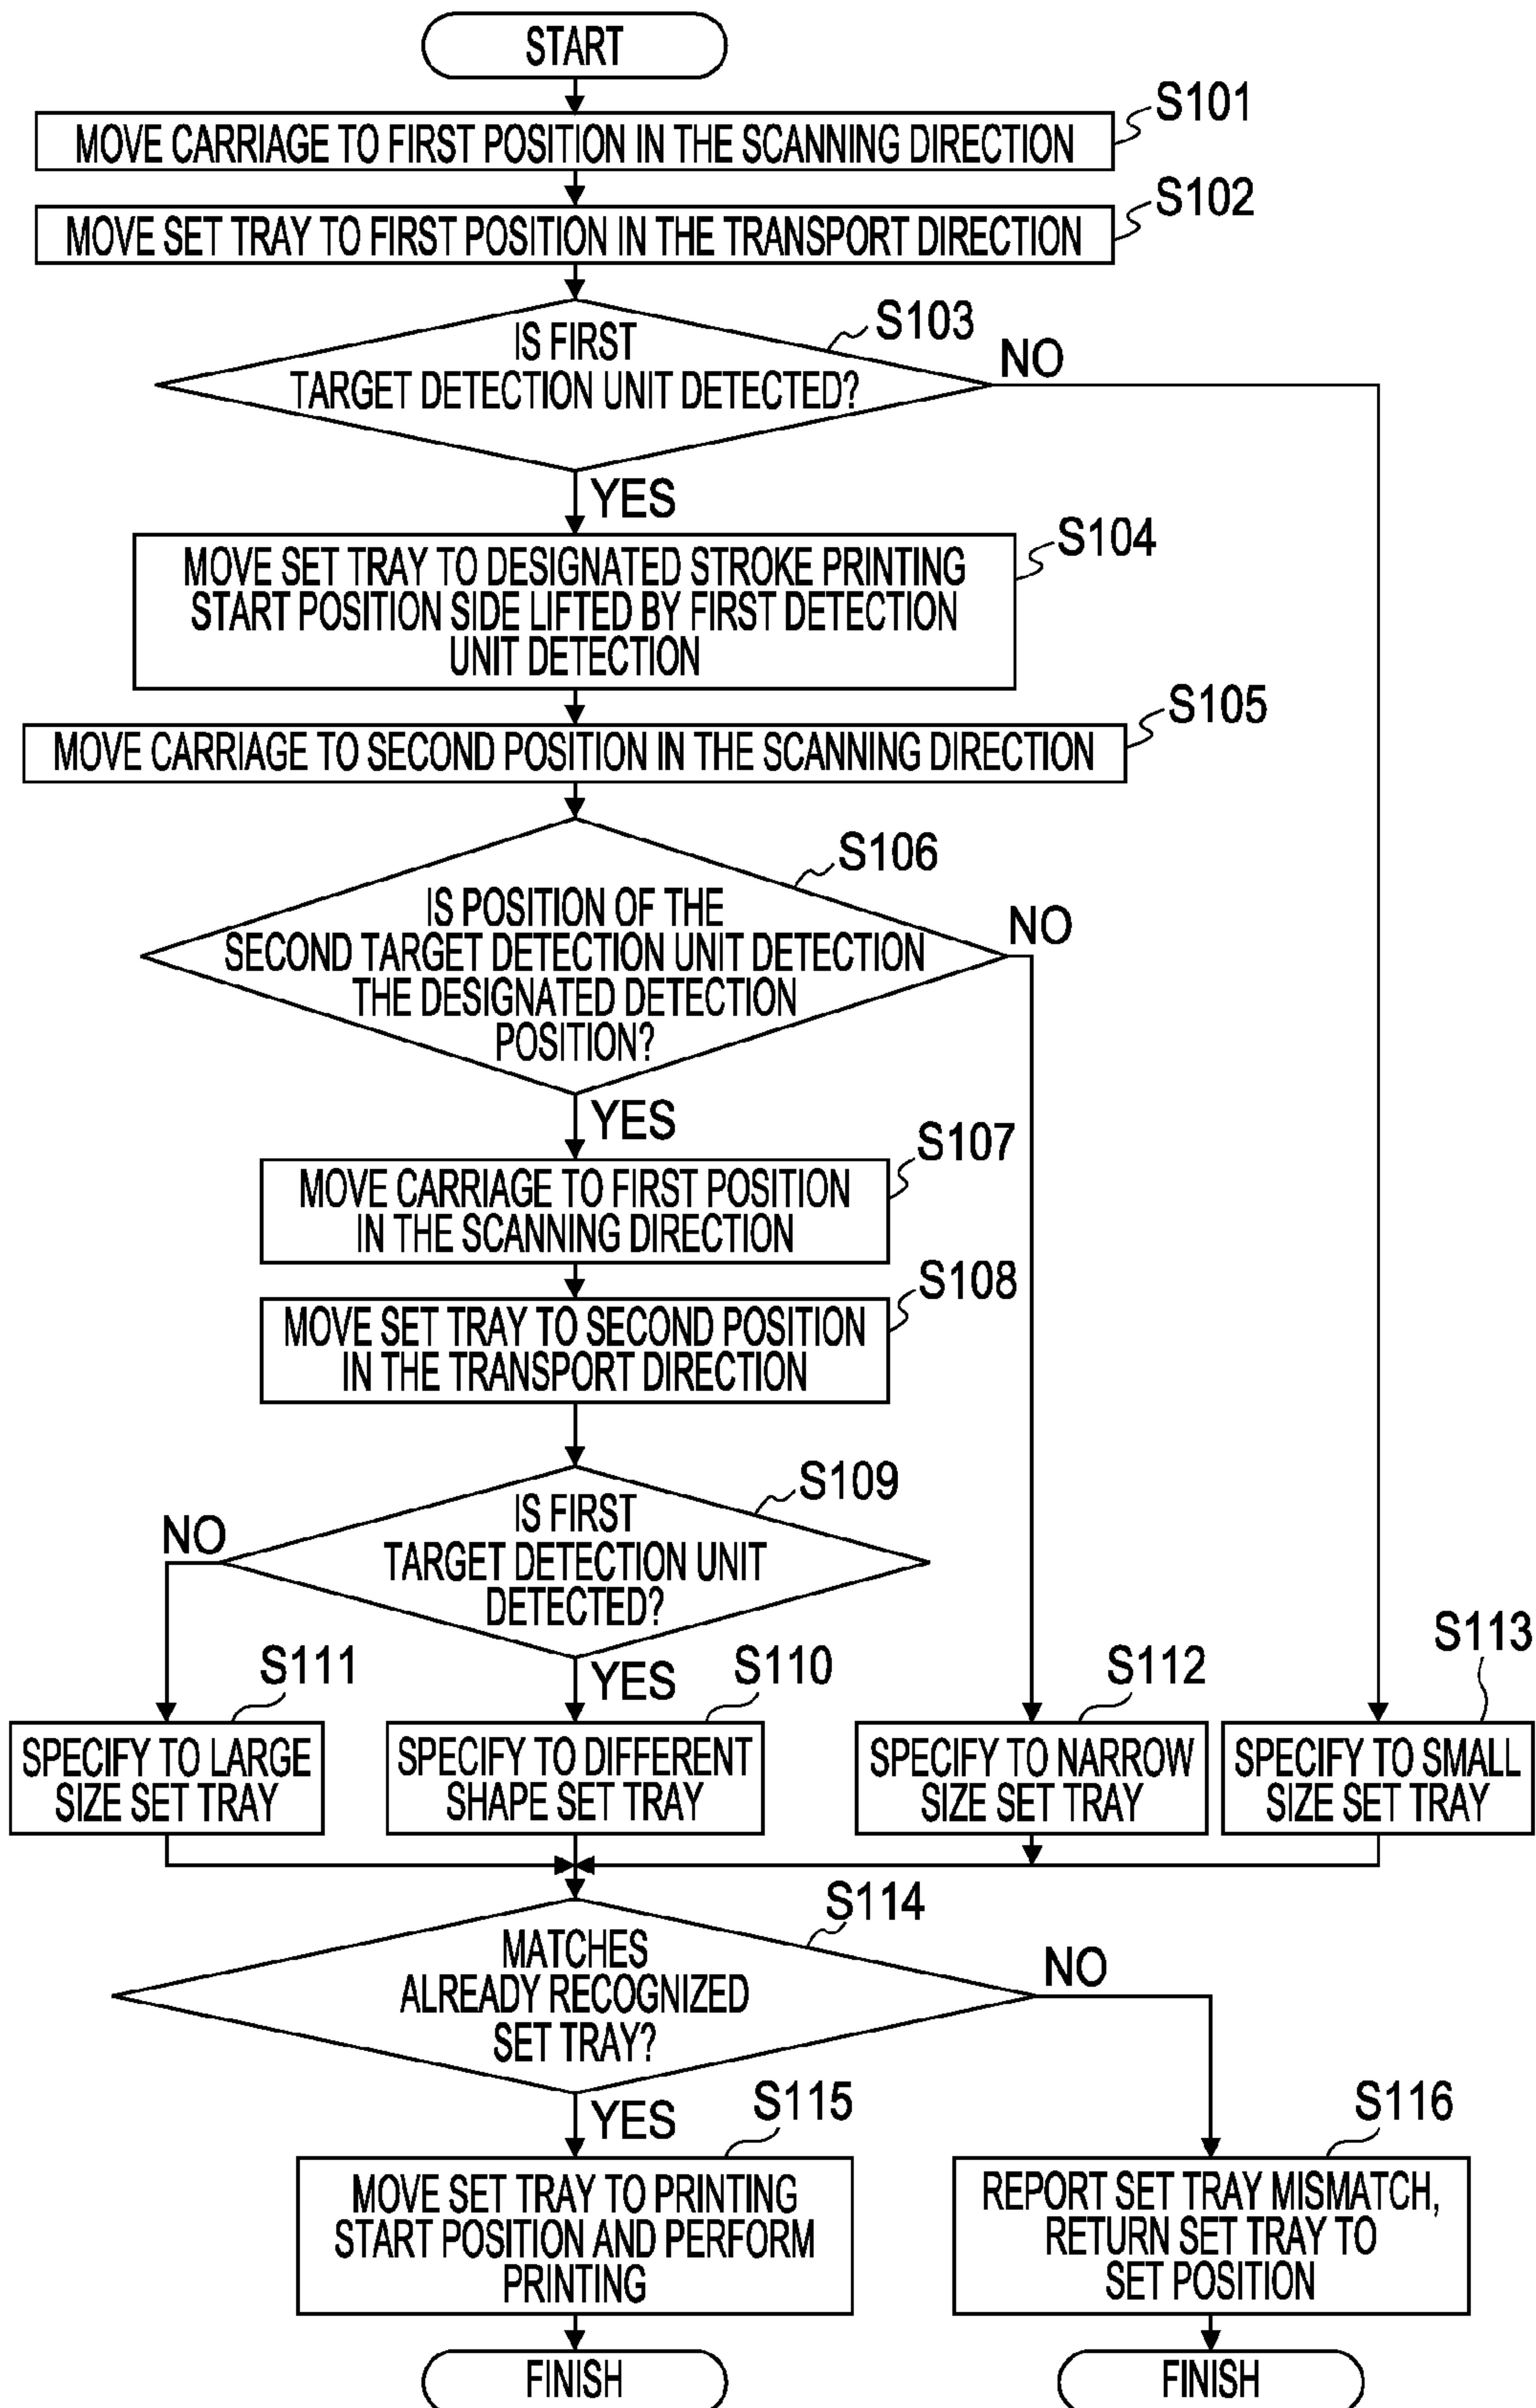 START
S101
MOVE CARRIAGE TO FIRST POSITION IN THE SCANNING DIRECTION
S102
MOVE SET TRAY TO FIRST POSITION IN THE TRANSPORT DIRECTION
S103
IS FIRST
TARGET DETECTION UNIT DETECTED?
NO
YES
S104
MOVE SET TRAY TO DESIGNATED STROKE PRINTING
START POSITION SIDE LIFTED BY FIRST DETECTION
UNIT DETECTION
S105
MOVE CARRIAGE TO SECOND POSITION IN THE SCANNING DIRECTION
S106
IS POSITION OF THE
SECOND TARGET DETECTION UNIT DETECTION
THE DESIGNATED DETECTION
POSITION?
NO
YES
S107
MOVE CARRIAGE TO FIRST POSITION
IN THE SCANNING DIRECTION
S108
MOVE SET TRAY TO SECOND POSITION
IN THE TRANSPORT DIRECTION
S109
IS FIRST
TARGET DETECTION UNIT
DETECTED?
NO
YES
S111
SPECIFY TO LARGE
SIZE SET TRAY
S110
SPECIFY TO DIFFERENT
SHAPE SET TRAY
S112
SPECIFY TO NARROW
SIZE SET TRAY
S113
SPECIFY TO SMALL
SIZE SET TRAY
S114
MATCHES
ALREADY RECOGNIZED
SET TRAY?
NO
YES
S115
MOVE SET TRAY TO PRINTING
START POSITION AND PERFORM
PRINTING
S116
REPORT SET TRAY MISMATCH,
RETURN SET TRAY TO
SET POSITION
FINISH
FINISH